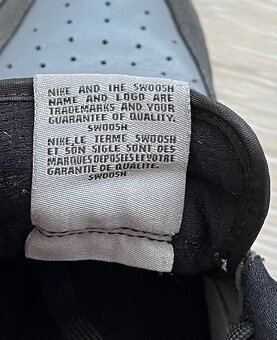 NIKE AND THE SWOOSH
NAME AND LOGO ARE
TRADEMARKS AND YOUR
GUARANTEE OF QUALITY.
SWOOSH
NIKE,LE TERME SWOOSH
ET SON SIGLE SONT DES
MARQUES DEPOSEES ET VOTRE
GARANTIE DE QUALITE.
SWOOSH